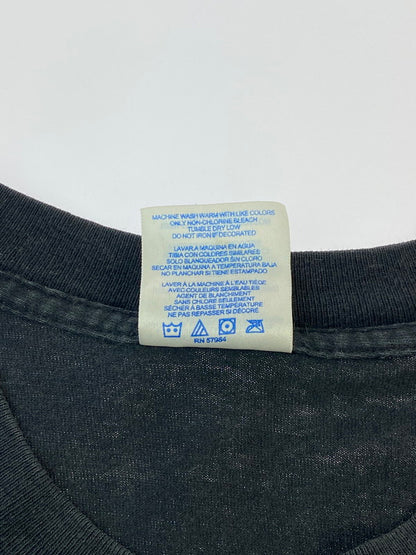 MACHINE WASH WARM WITH LIKE COLORS
ONLY NON-CHLORINE BLEACH
TUMBLE DRY LOW
DO NOT IRON IF DECORATED
LAVAR A MAQUINA EN AGUA
TIBIA CON COLORES SIMILARES
SOLO BLANQUEADOR SIN CLORO
SECAR EN MAQUINA A TEMPERATURA BAJA
NO PLANCHAR SI TIENE ESTAMPADO
LAVER À LA MACHINE À L'EAU TIÈDE
AVEC COULEURS SEMBLABLES
AGENT DE BLANCHIMENT
SANS CHLORE SEULEMENT
SÉCHER À BASSE TEMPÉRATURE
NE PAS REPASSER SI DÉCORÉ
RN 57984